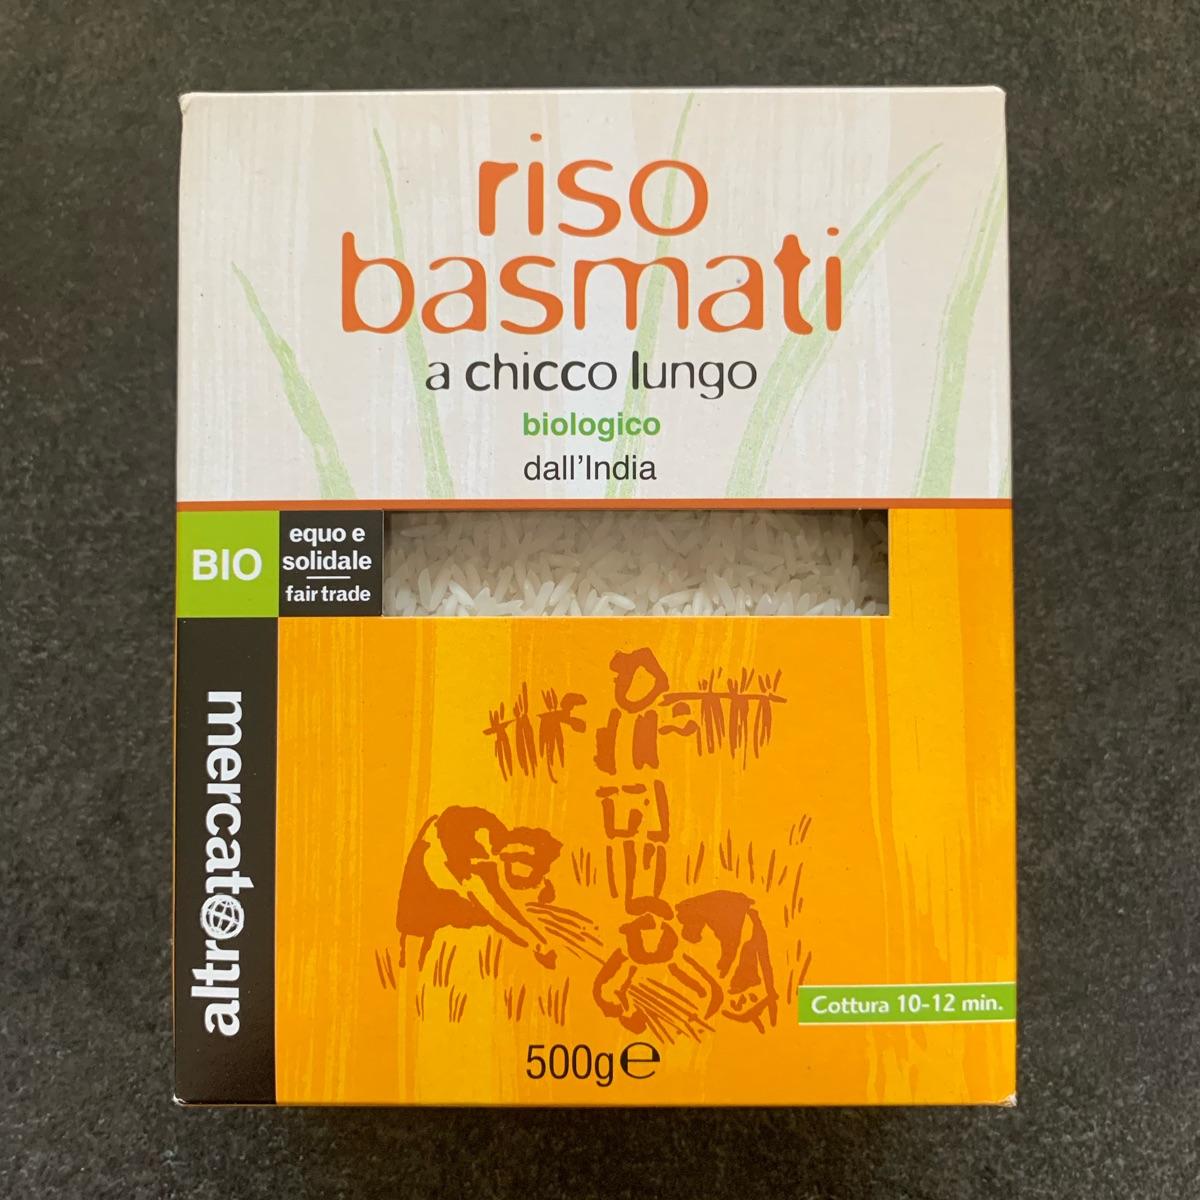 riso
basmati
a chicco lungo
biologico
dall'India
BIO
equo e
solidale
fair trade
altromercato
Cottura 10-12 min.
500g℮